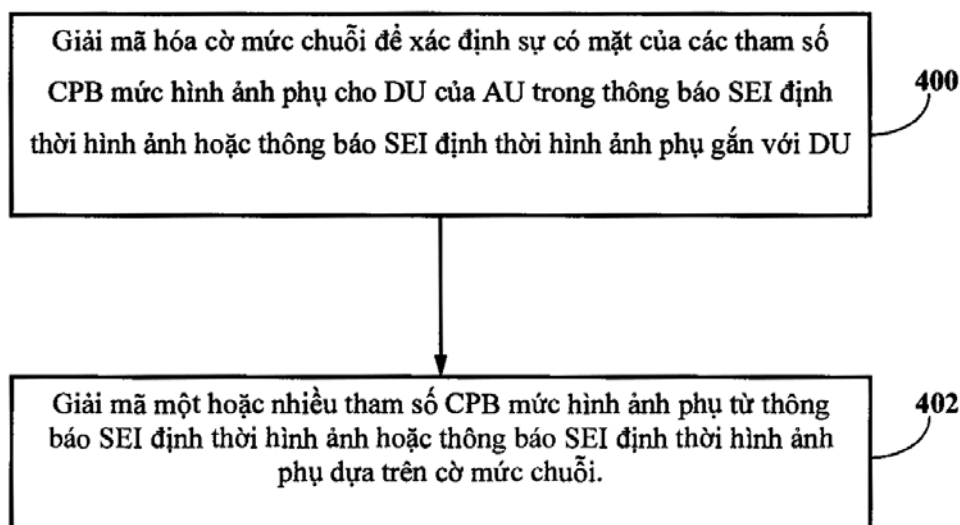 Giải mã hóa cờ mức chuỗi để xác định sự có mặt của các tham số
CPB mức hình ảnh phụ cho DU của AU trong thông báo SEI định
thời hình ảnh hoặc thông báo SEI định thời hình ảnh phụ gắn với DU
400
Giải mã một hoặc nhiều tham số CPB mức hình ảnh phụ từ thông
báo SEI định thời hình ảnh hoặc thông báo SEI định thời hình ảnh
phụ dựa trên cờ mức chuỗi.
402